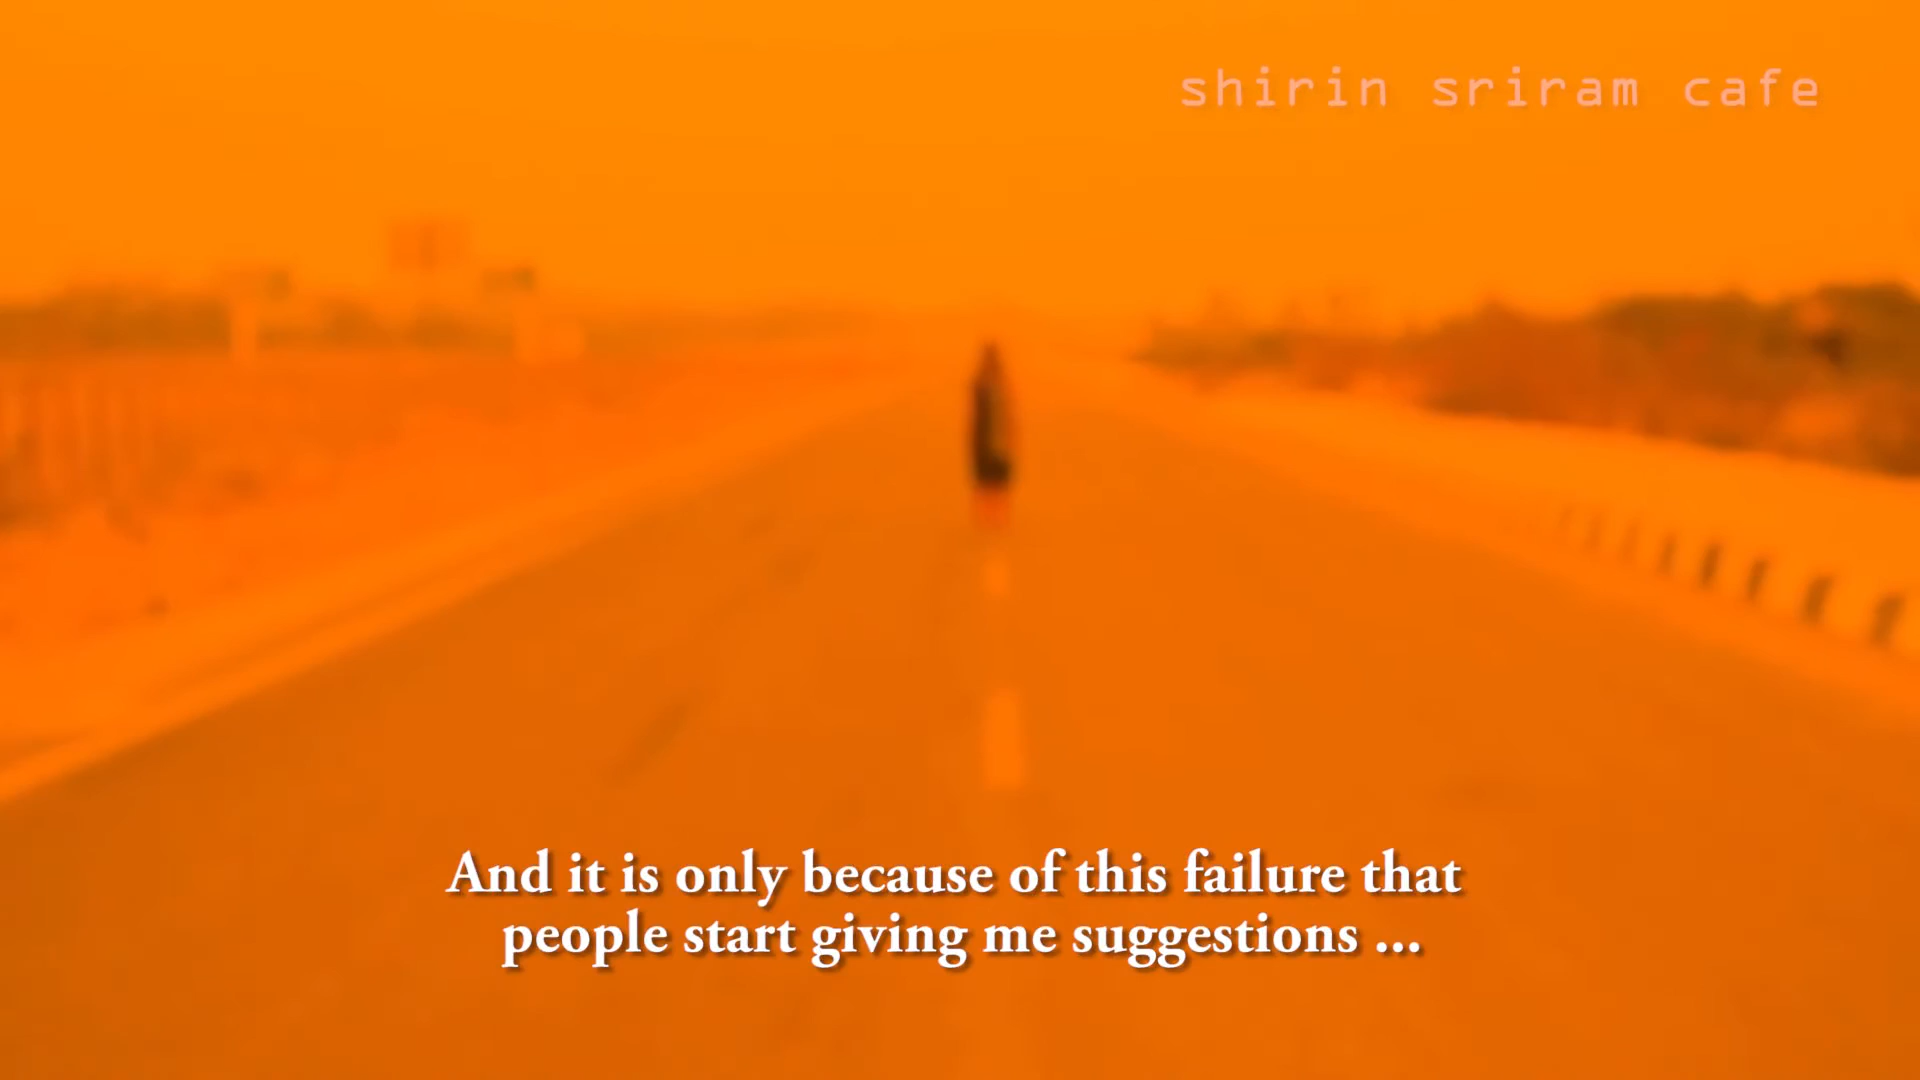 shirin sriram cafe
And it is only because of this failure that
people start giving me suggestions ...